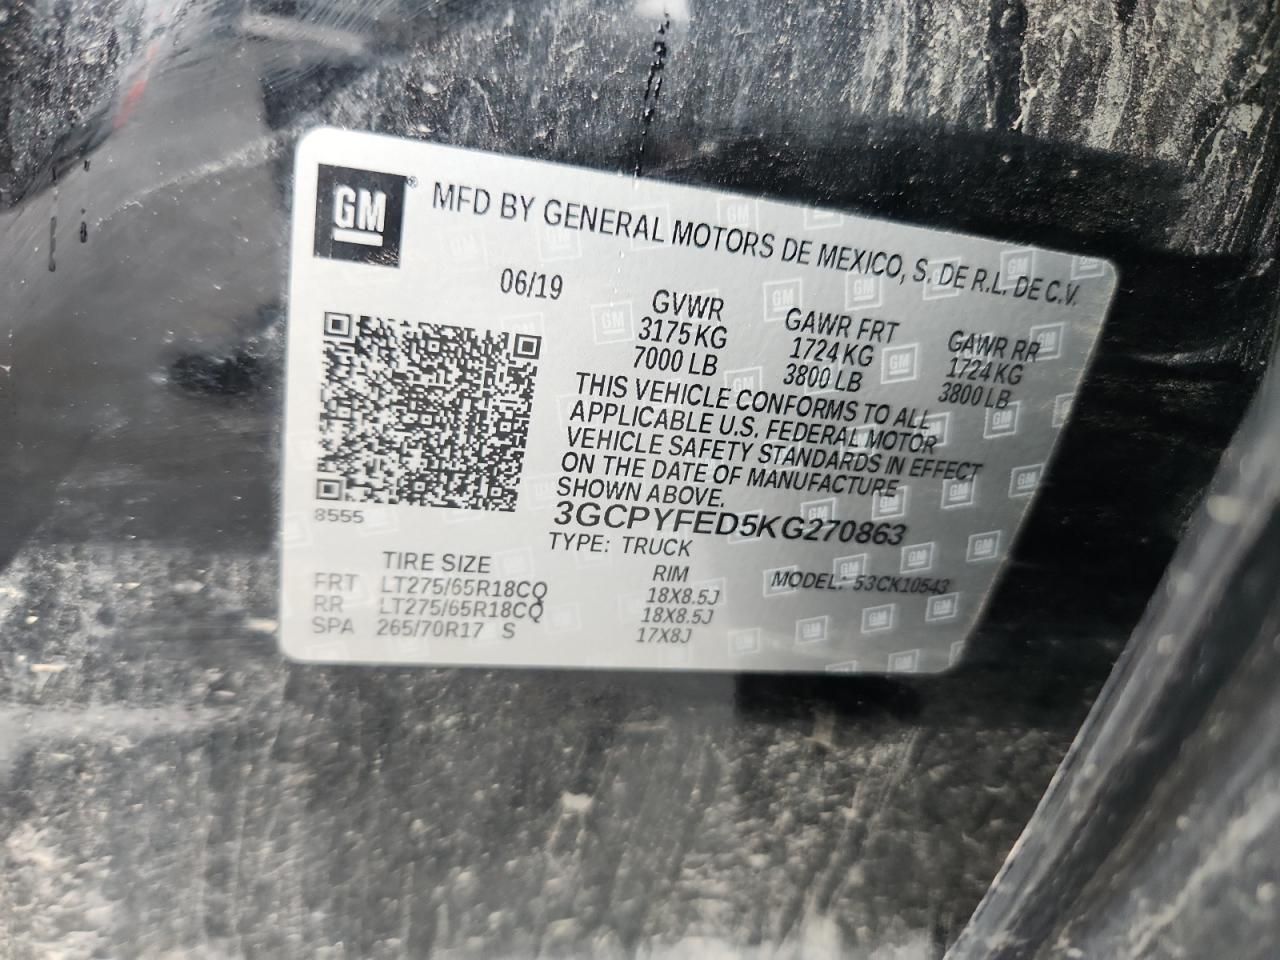 GM ® MFD BY GENERAL MOTORS DE MEXICO, S. DE R.L. DE C.V.
06/19
GVWR GAWR FRT GAWR RR
3175 KG 1724 KG 1724 KG
7000 LB 3800 LB 3800 LB
THIS VEHICLE CONFORMS TO ALL
APPLICABLE U.S. FEDERAL MOTOR
VEHICLE SAFETY STANDARDS IN EFFECT
ON THE DATE OF MANUFACTURE
SHOWN ABOVE.
8555
3GCPYFED5KG270863
TYPE: TRUCK
MODEL: 53CK10543
TIRE SIZE RIM
FRT LT275/65R18CQ 18X8.5J
RR LT275/65R18CQ 18X8.5J
SPA 265/70R17 S 17X8J